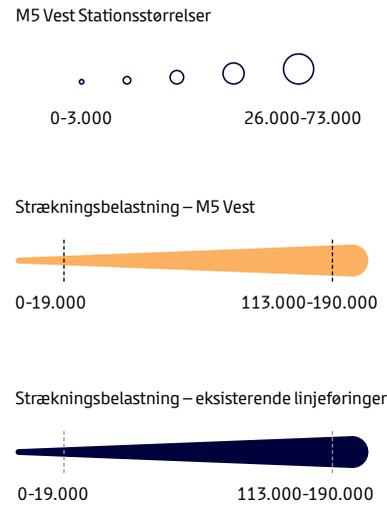 M5 Vest Stationsstørrelser
0-3.000 26.000-73.000
Strækningsbelastning – M5 Vest
0-19.000 113.000-190.000
Strækningsbelastning – eksisterende linjeføringer
0-19.000 113.000-190.000